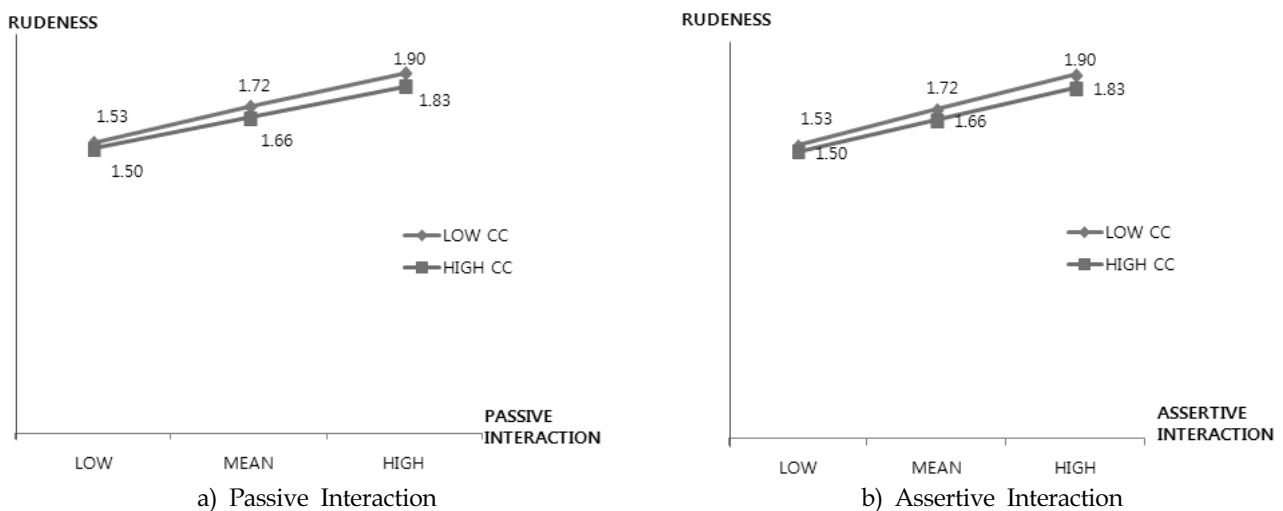 RUDENESS
1.53
1.72
1.90
1.50
1.66
1.83
LOW CC
HIGH CC
PASSIVE
INTERACTION
LOW MEAN HIGH
a) Passive Interaction
RUDENESS
1.53
1.72
1.90
1.50
1.66
1.83
LOW CC
HIGH CC
ASSERTIVE
INTERACTION
LOW MEAN HIGH
b) Assertive Interaction